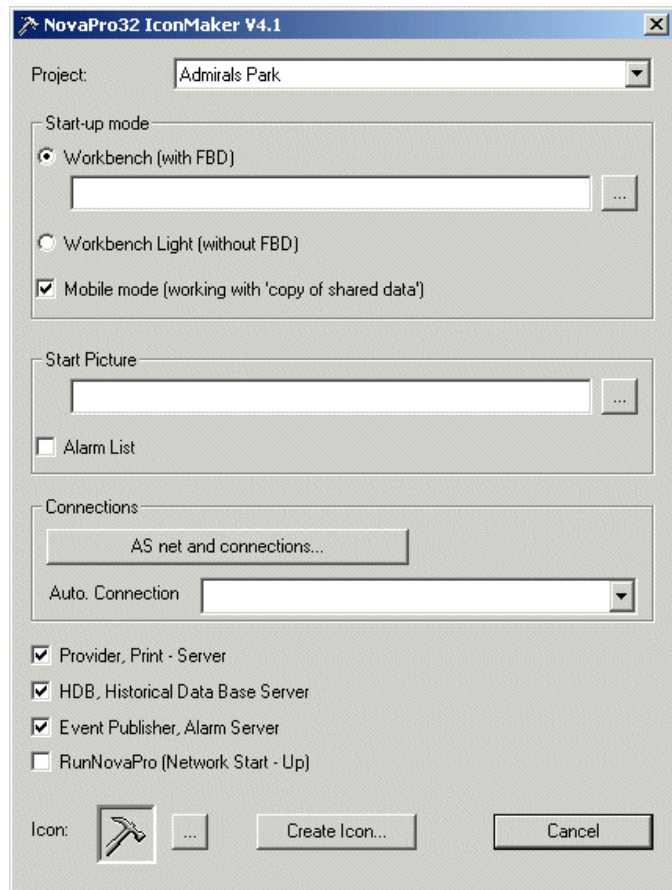 NovaPro32 IconMaker V4.1
Project: Admirals Park
Start-up mode
Workbench (with FBD)
...
Workbench Light (without FBD)
Mobile mode (working with 'copy of shared data')
Start Picture
...
Alarm List
Connections
AS net and connections...
Auto. Connection
Provider, Print - Server
HDB, Historical Data Base Server
Event Publisher, Alarm Server
RunNovaPro (Network Start - Up)
Icon: ... Create Icon... Cancel